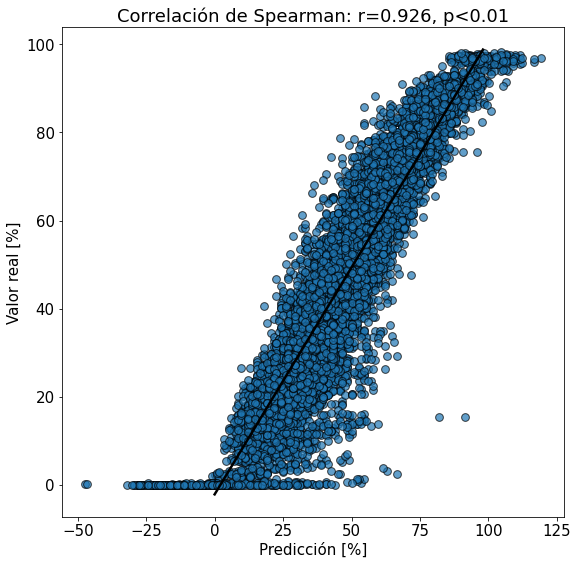 Correlación de Spearman: r=0.926, p<0.01
100
80
60
40
20
0
Valor real [%]
−50 −25 0 25 50 75 100 125
Predicción [%]